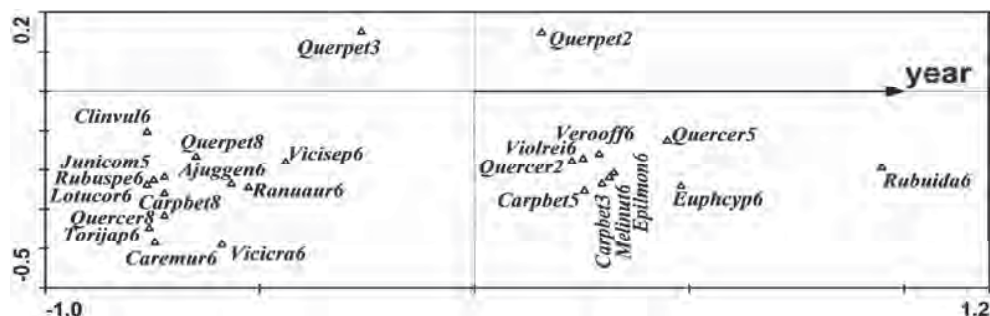 0.2
Querpet3
Querpet2
year
Clinvul6
Querpet8
Verooff6
Quercer5
Junicom5
Ajuggen6
Vicisep6
Violrei6
Rubuspe6
Quercer2
Lotucor6
Carpbet8
Ranuaur6
Carpbet5
Carpbet3
Melinut6
Epilmon6
Euphcyp6
Rubuida6
Quercer8
Torijap6
Caremur6
Vicicra6
-0.5
-1.0
1.2